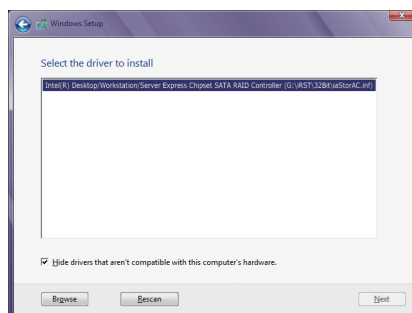 Windows Setup
Select the driver to install
Intel(R) Desktop/Workstation/Server Express Chipset SATA RAID Controller (G:\iRST\32Bit\iaStorAC.inf)
Hide drivers that aren't compatible with this computer's hardware.
Browse
Rescan
Next